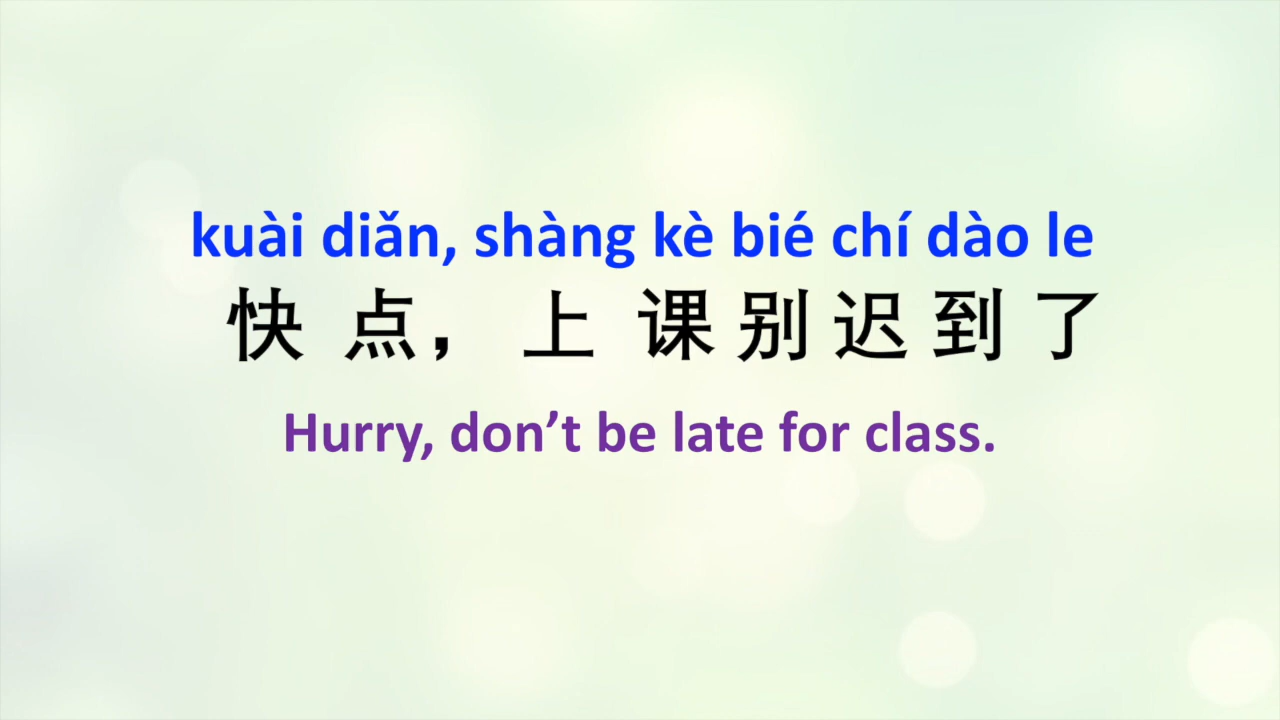 kuài diǎn, shàng kè bié chí dào le
快 点， 上 课 别 迟 到 了
Hurry, don’t be late for class.